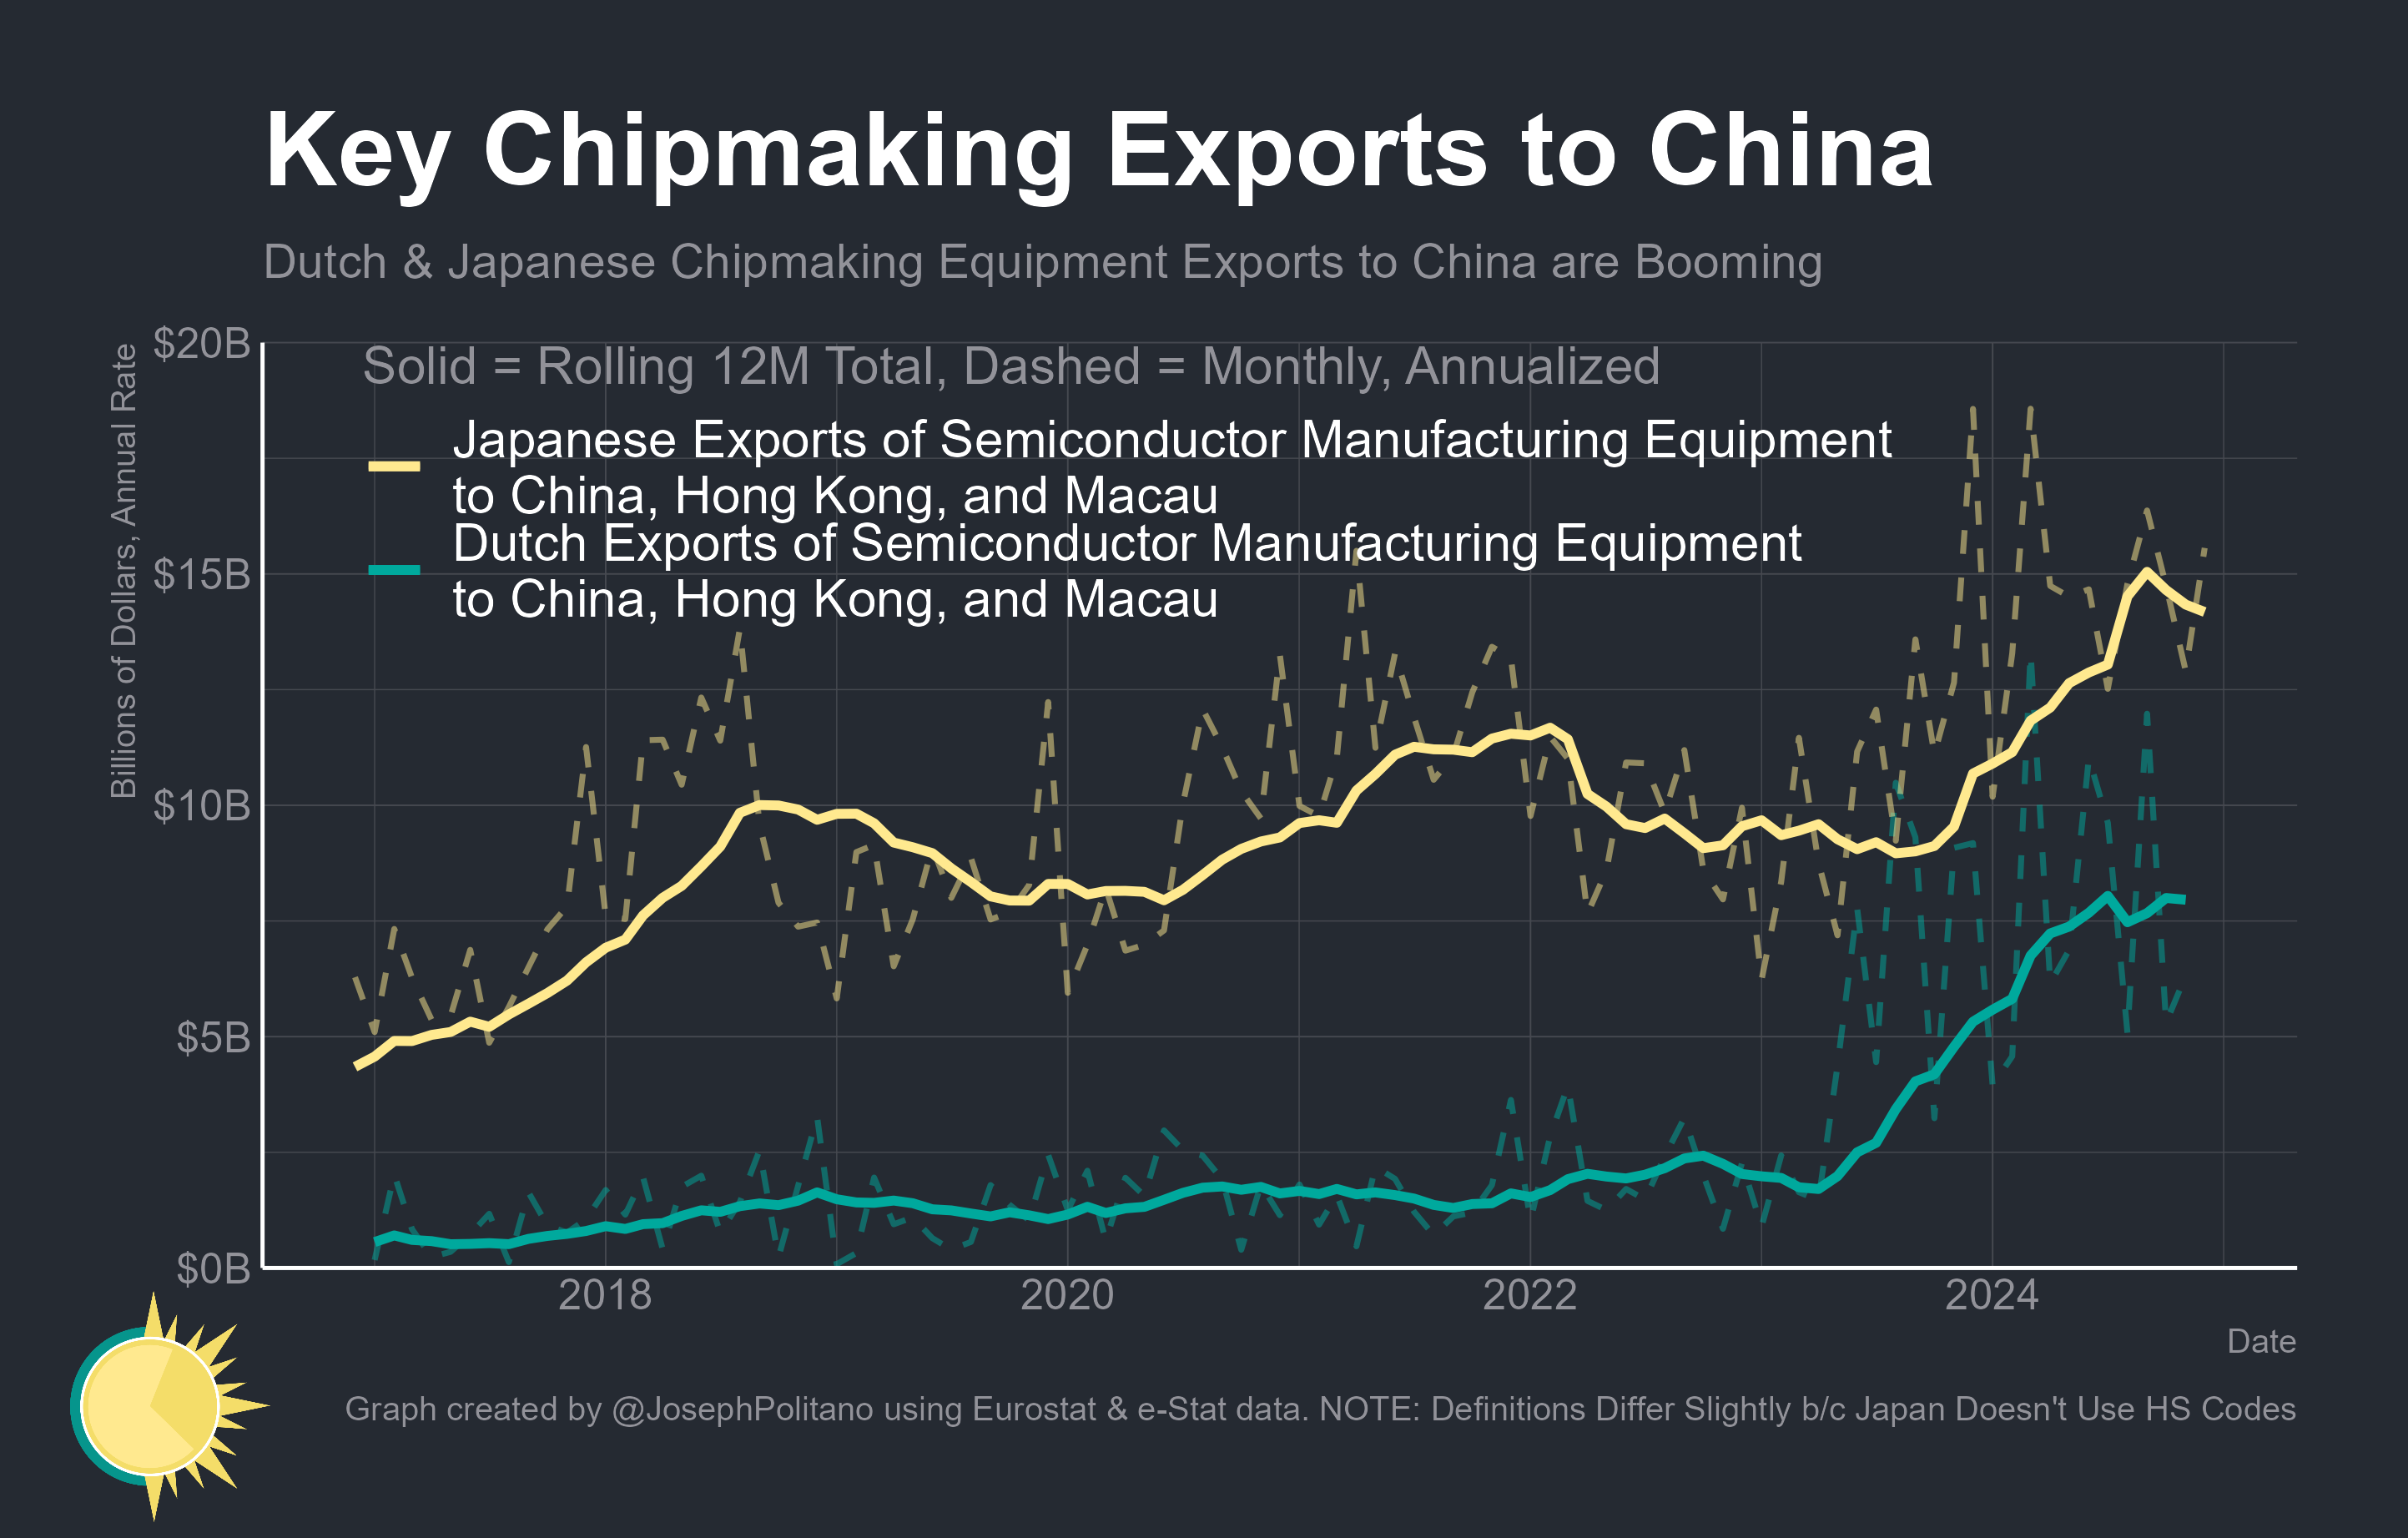 Key Chipmaking Exports to China
Dutch & Japanese Chipmaking Equipment Exports to China are Booming
Billions of Dollars, Annual Rate
$20B
$15B
$10B
$5B
$0B
Solid = Rolling 12M Total, Dashed = Monthly, Annualized
Japanese Exports of Semiconductor Manufacturing Equipment
to China, Hong Kong, and Macau
Dutch Exports of Semiconductor Manufacturing Equipment
to China, Hong Kong, and Macau
2018 2020 2022 2024
Date
Graph created by @JosephPolitano using Eurostat & e-Stat data. NOTE: Definitions Differ Slightly b/c Japan Doesn't Use HS Codes